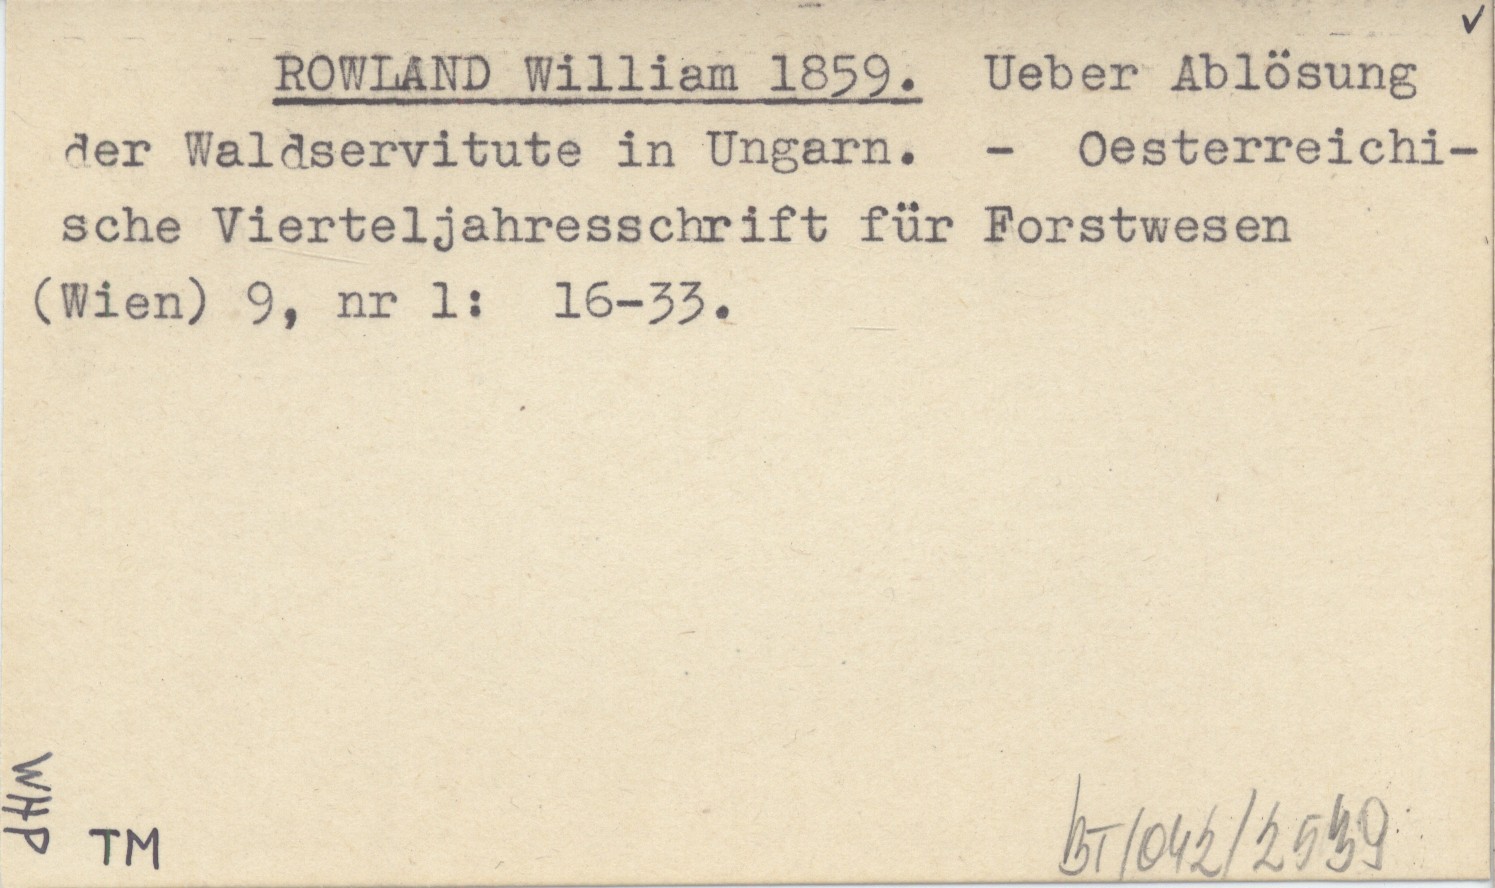 ✓
ROWLAND William 1859. Ueber Ablösung
der Waldservitute in Ungarn. - Oesterreichi-
sche Vierteljahresschrift für Forstwesen
(Wien) 9, nr 1: 16-33.
WHP
TM
BT/042/2539